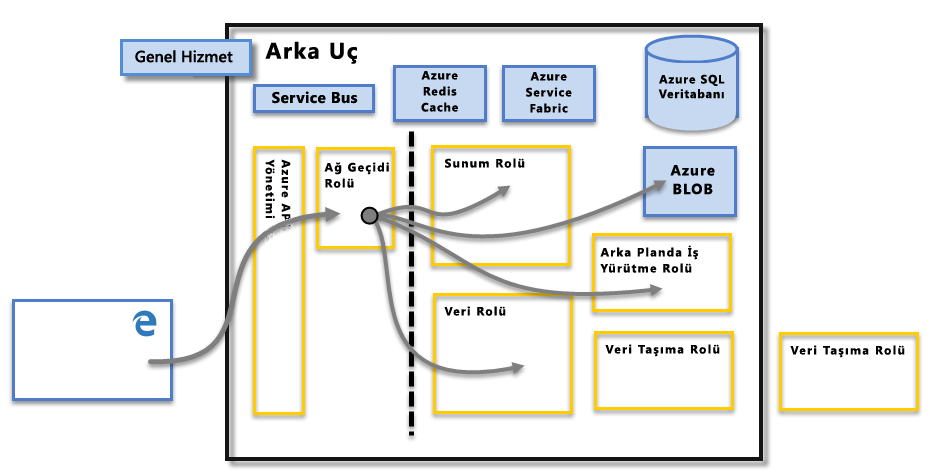 Genel Hizmet
Arka Uç
Service Bus
Azure
Redis
Cache
Azure
Service
Fabric
Azure SQL
Veritabanı
Azure API
Yönetimi
Ağ Geçidi
Rolü
Sunum Rolü
Azure
BLOB
Arka Planda İş
Yürütme Rolü
Veri Rolü
Veri Taşıma Rolü
Veri Taşıma Rolü